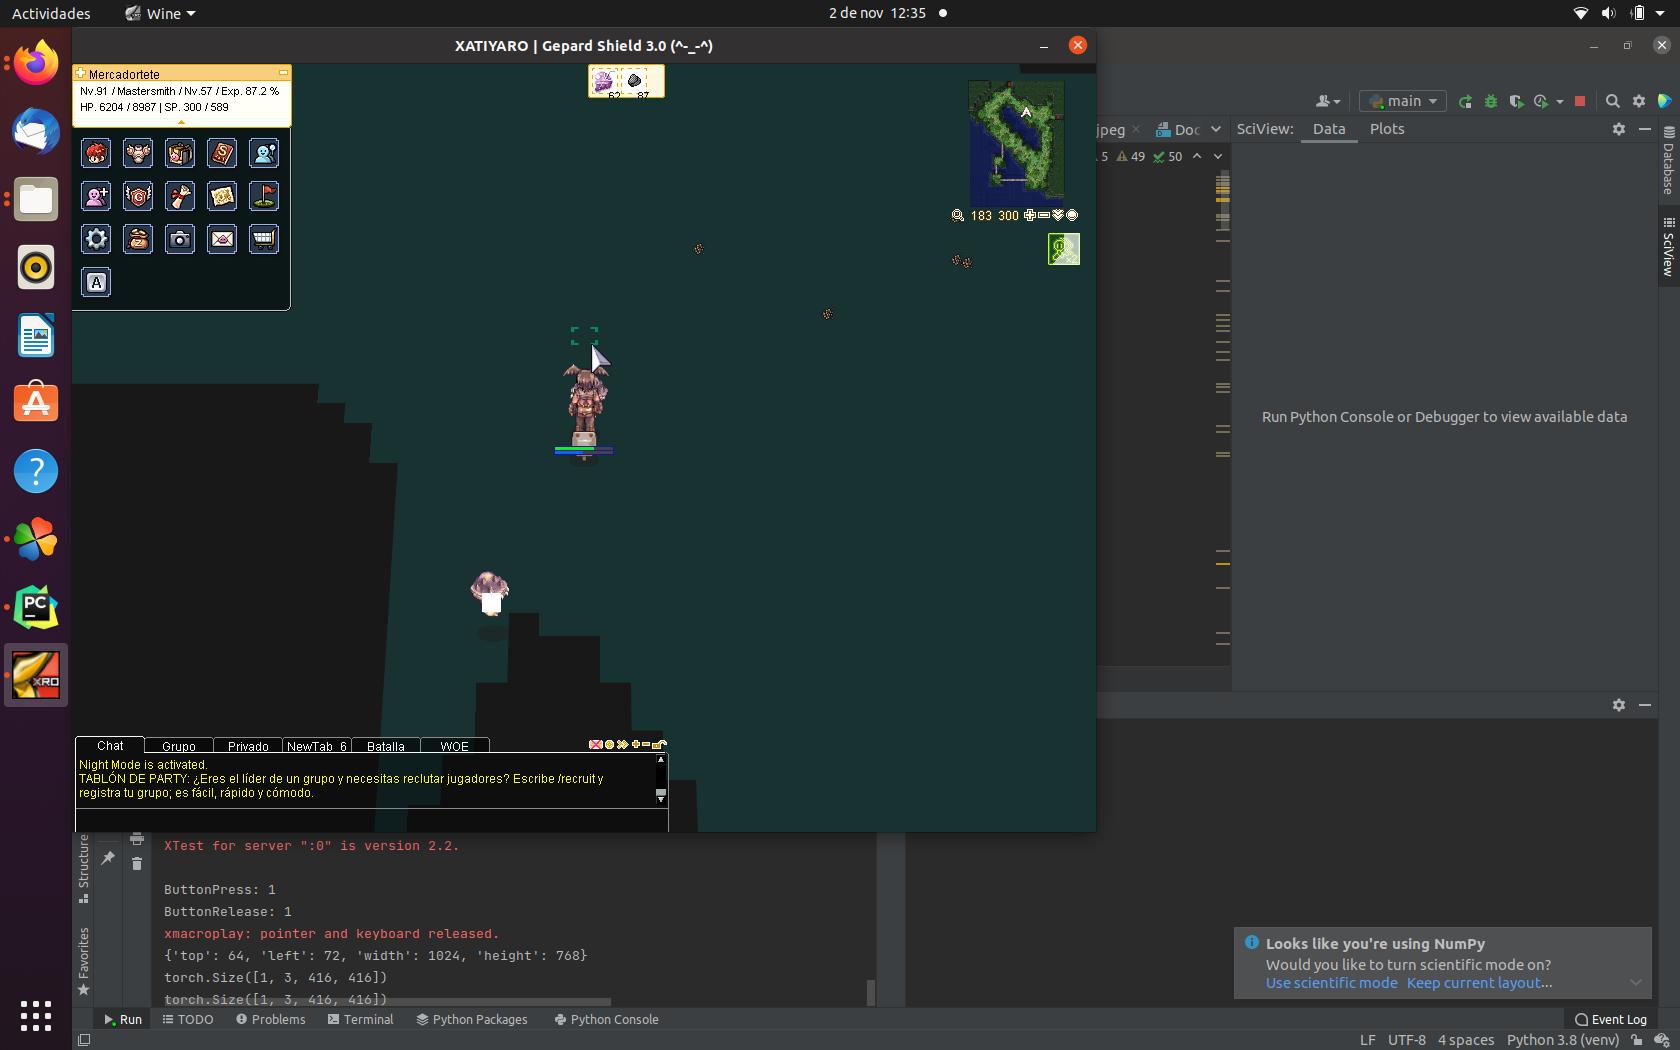 Actividades
Wine
2 de nov 12:35
XATIYARO | Gepard Shield 3.0 (^-_-^)
Mercadortete
Nv.91 / Mastersmith / Nv.57 / Exp. 87.2 %
HP. 6204 / 8987 | SP. 300 / 589
62
87
A
183 300
main
jpeg
Doc
SciView:
Data
Plots
5
49
50
Database
SciView
Run Python Console or Debugger to view available data
PC
XRO
Chat
Grupo
Privado
NewTab_6
Batalla
WOE
Night Mode is activated.
TABLÓN DE PARTY: ¿Eres el líder de un grupo y necesitas reclutar jugadores? Escribe /recruit y
registra tu grupo; es fácil, rápido y cómodo.
Structure
Favorites
XTest for server ":0" is version 2.2.
ButtonPress: 1
ButtonRelease: 1
xmacroplay: pointer and keyboard released.
{'top': 64, 'left': 72, 'width': 1024, 'height': 768}
torch.Size([1, 3, 416, 416])
torch.Size([1, 3, 416, 416])
Looks like you're using NumPy
Would you like to turn scientific mode on?
Use scientific mode
Keep current layout...
Run
TODO
Problems
Terminal
Python Packages
Python Console
Event Log
LF
UTF-8
4 spaces
Python 3.8 (venv)